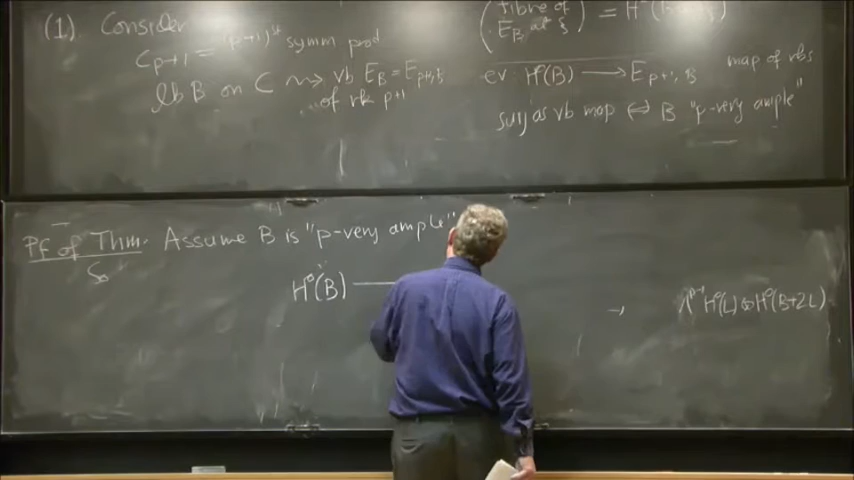 (1) Consider
C_{p+1} = (p+1)^{st} symm prod
lb B on C ⇝ vb E_B = E_{p+1,B}
of rk p+1
(fibre of E_B at ξ) = H^0(
ev: H^0(B) ⟶ E_{p+1,B} map of vbs
surj as vb map ⇔ B "p-very ample"
Pf of Thm. Assume B is "p-very ample"
So
H^0(B) — → Λ^{p-1}H^0(L)⊗H^0(B+2L)